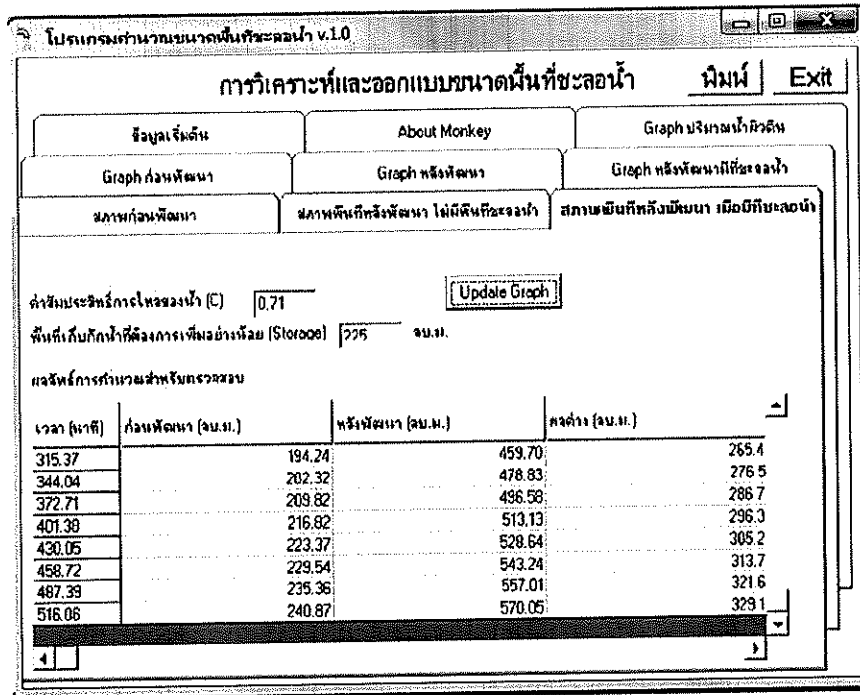 โปรแกรมคำนวณขนาดพื้นที่ชะลอน้ำ v.1.0
การวิเคราะห์และออกแบบขนาดพื้นที่ชะลอน้ำ พิมพ์ Exit
ข้อมูลเริ่มต้น About Monkey Graph ปริมาณน้ำผิวดิน
Graph ก่อนพัฒนา Graph หลังพัฒนา Graph หลังพัฒนามีที่ชะลอน้ำ
สภาพก่อนพัฒนา สภาพพื้นที่หลังพัฒนา ไม่มีพื้นที่ชะลอน้ำ สภาพพื้นที่หลังพัฒนา เมื่อมีที่ชะลอน้ำ
ค่าสัมประสิทธิ์การไหลของน้ำ (C) 0.71 Update Graph
พื้นที่เก็บกักน้ำที่ต้องการเพิ่มอย่างน้อย (Storage) 225 ลบ.ม.
ผลลัพธ์การคำนวณสำหรับตรวจสอบ
เวลา (นาที) ก่อนพัฒนา (ลบ.ม.) หลังพัฒนา (ลบ.ม.) ผลต่าง (ลบ.ม.)
315.37 194.24 459.70 265.4
344.04 202.32 478.83 276.5
372.71 209.82 496.58 286.7
401.38 216.82 513.13 296.3
430.05 223.37 528.64 305.2
458.72 229.54 543.24 313.7
487.39 235.36 557.01 321.6
516.06 240.87 570.05 329.1